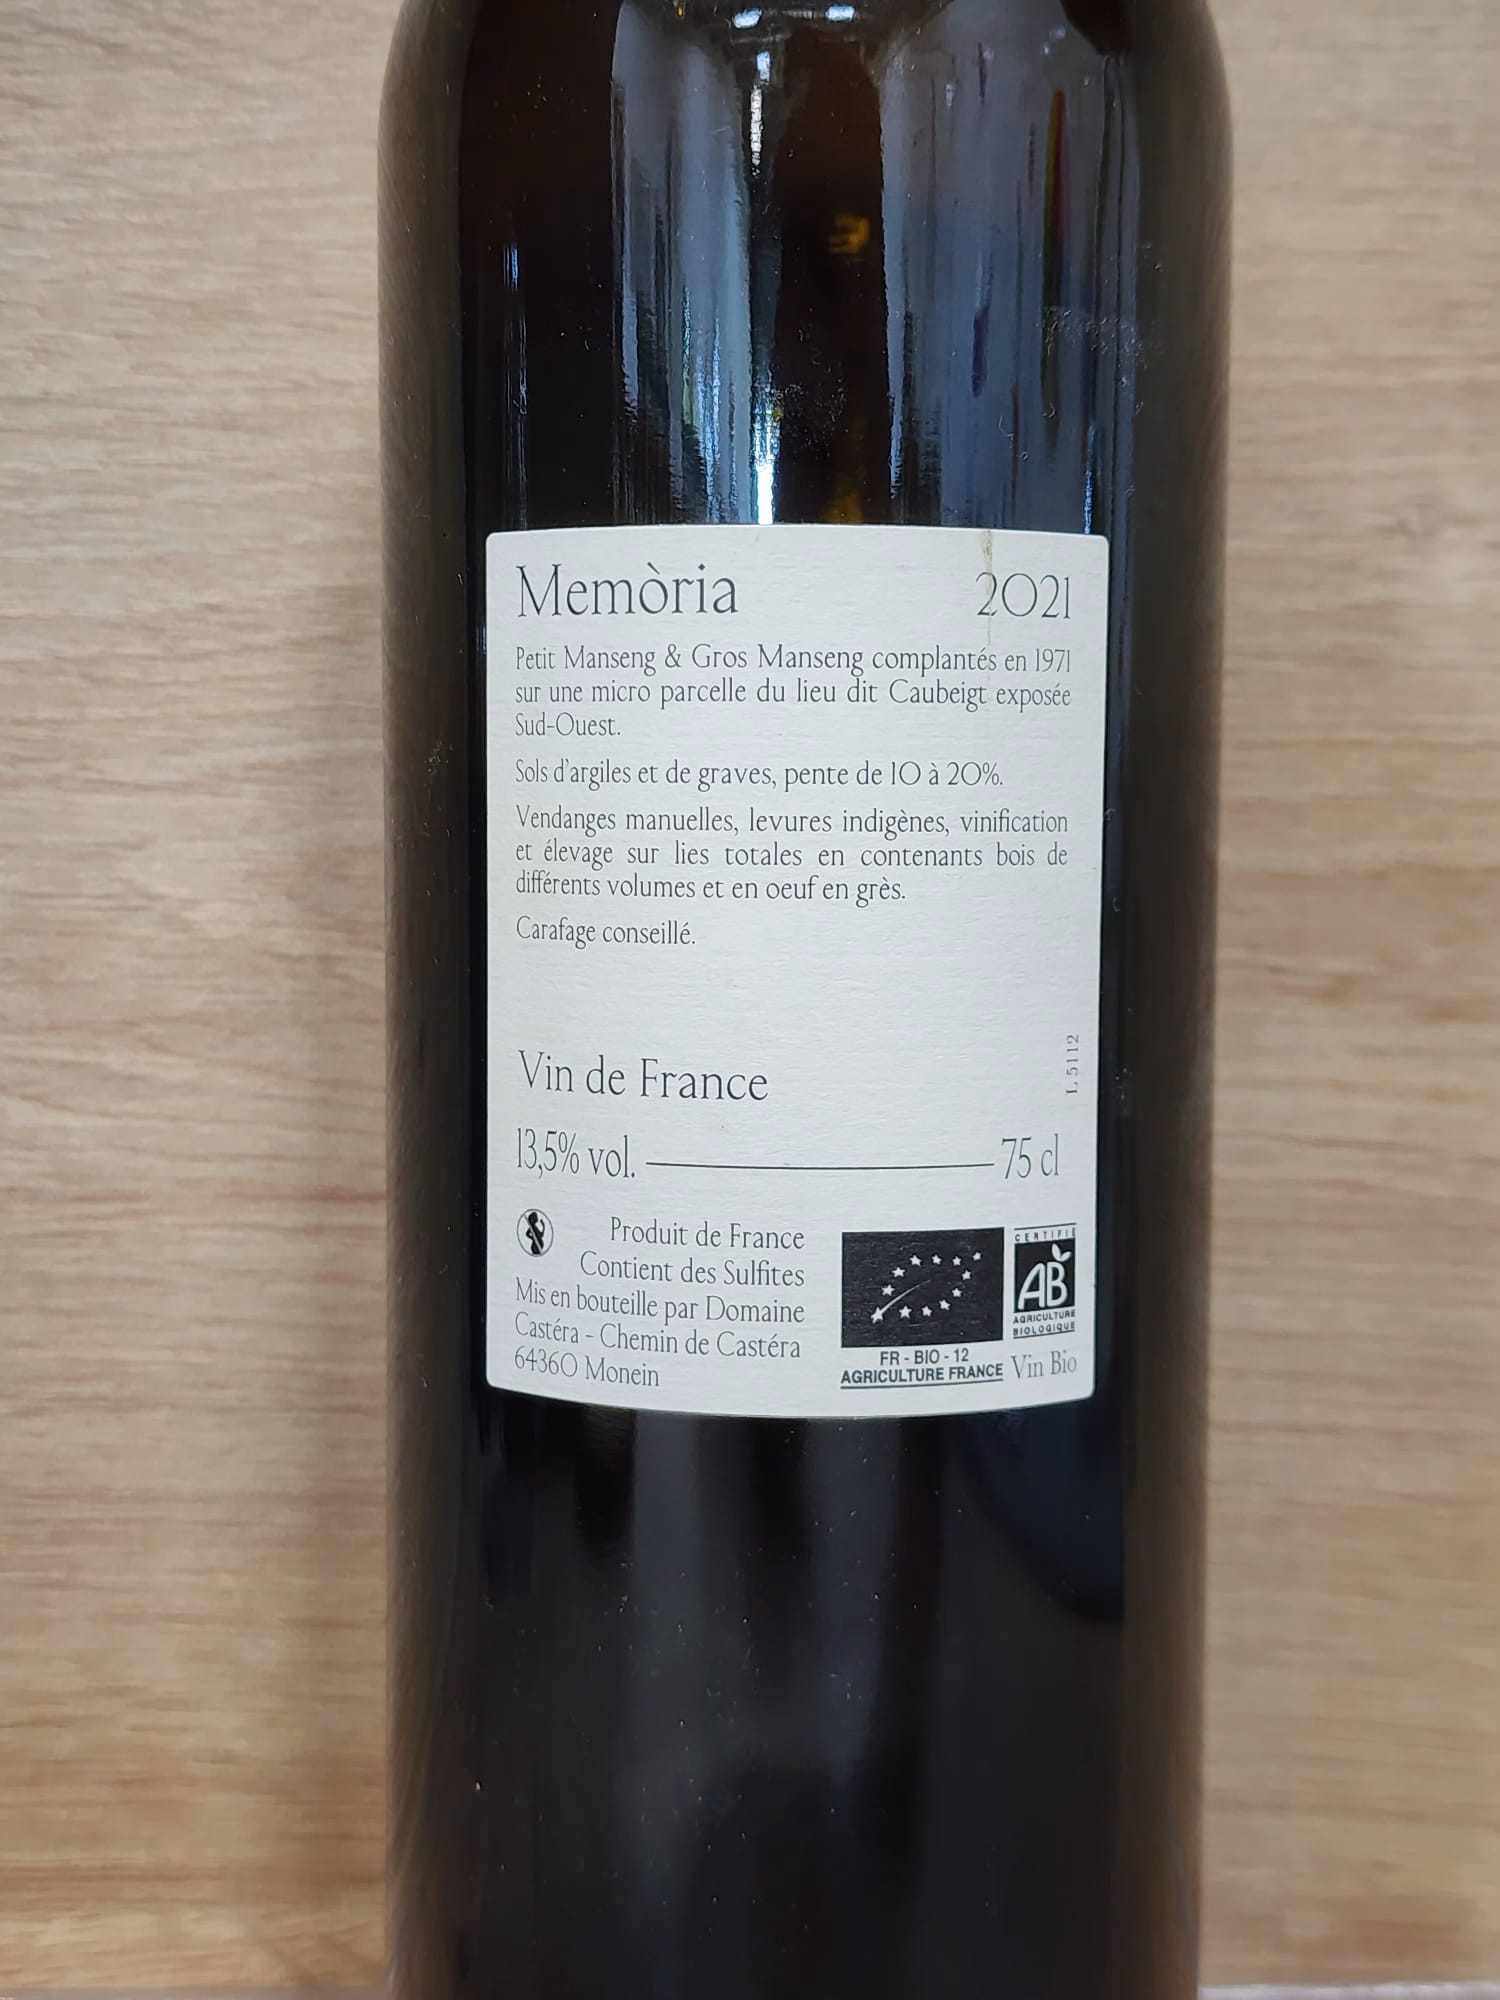 Memòria 2021
Petit Manseng & Gros Manseng complantés en 1971
sur une micro parcelle du lieu dit Caubeigt exposée
Sud-Ouest.
Sols d'argiles et de graves, pente de 10 à 20%.
Vendanges manuelles, levures indigènes, vinification
et élevage sur lies totales en contenants bois de
différents volumes et en oeuf en grès.
Carafage conseillé.
L 5112
Vin de France
13,5% vol. 75 cl
Produit de France
Contient des Sulfites
Mis en bouteille par Domaine
Castéra - Chemin de Castéra
64360 Monein
FR - BIO - 12
AGRICULTURE FRANCE
CERTIFIÉ
AB
AGRICULTURE
BIOLOGIQUE
Vin Bio